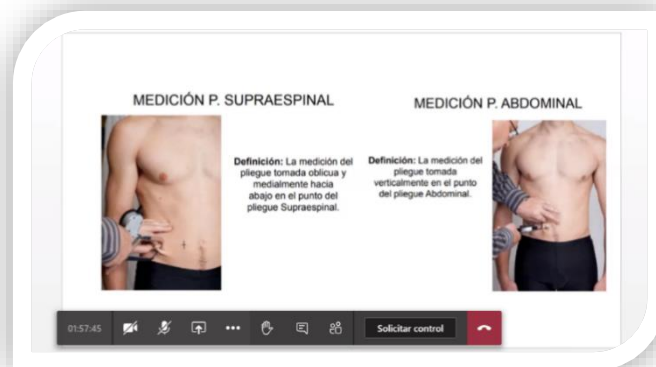 MEDICIÓN P. SUPRAESPINAL
Definición: La medición del
pliegue tomada oblicua y
medialmente hacia
abajo en el punto del
pliegue Supraespinal.
MEDICIÓN P. ABDOMINAL
Definición: La medición del
pliegue tomada
verticalmente en el punto
del pliegue Abdominal.
01:57:45
Solicitar control